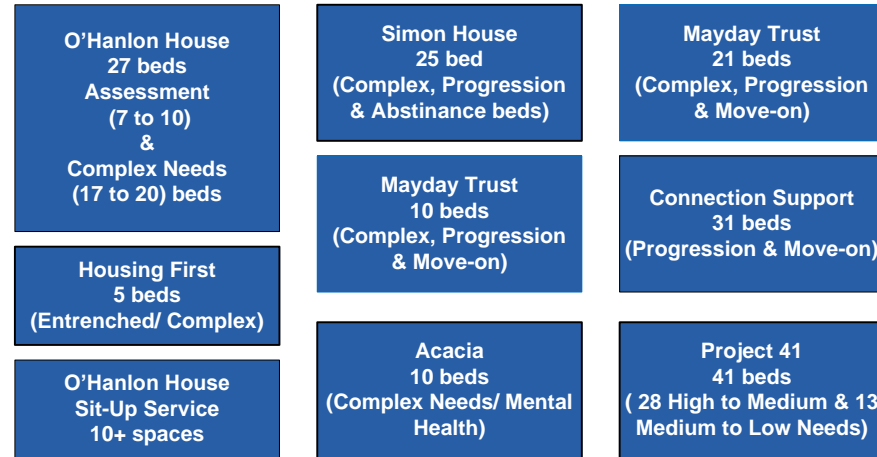 O’Hanlon House
27 beds
Assessment
(7 to 10)
&
Complex Needs
(17 to 20) beds
Housing First
5 beds
(Entrenched/ Complex)
O’Hanlon House
Sit-Up Service
10+ spaces
Simon House
25 bed
(Complex, Progression
& Abstinance beds)
Mayday Trust
10 beds
(Complex, Progression
& Move-on)
Acacia
10 beds
(Complex Needs/ Mental
Health)
Mayday Trust
21 beds
(Complex, Progression
& Move-on)
Connection Support
31 beds
(Progression & Move-on)
Project 41
41 beds
( 28 High to Medium & 13
Medium to Low Needs)